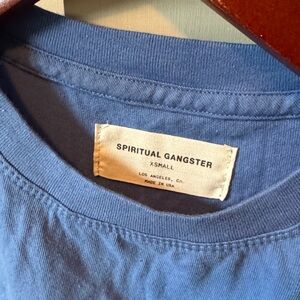 SPIRITUAL GANGSTER
XSMALL
LOS ANGELES, CA.
MADE IN USA